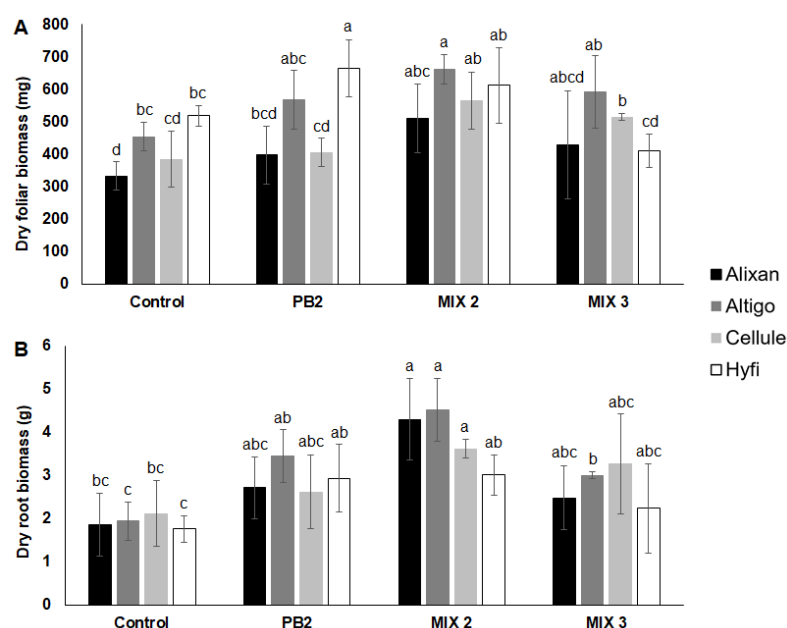 A
Dry foliar biomass (mg)
800
700
600
500
400
300
200
100
0
d
bc
cd
bc
bcd
abc
cd
a
abc
a
ab
ab
abcd
ab
b
cd
Control
PB2
MIX 2
MIX 3
Alixan
Altigo
Cellule
Hyfi
B
Dry root biomass (g)
6
5
4
3
2
1
0
bc
c
bc
c
abc
ab
abc
ab
a
a
a
ab
abc
b
abc
abc
Control
PB2
MIX 2
MIX 3